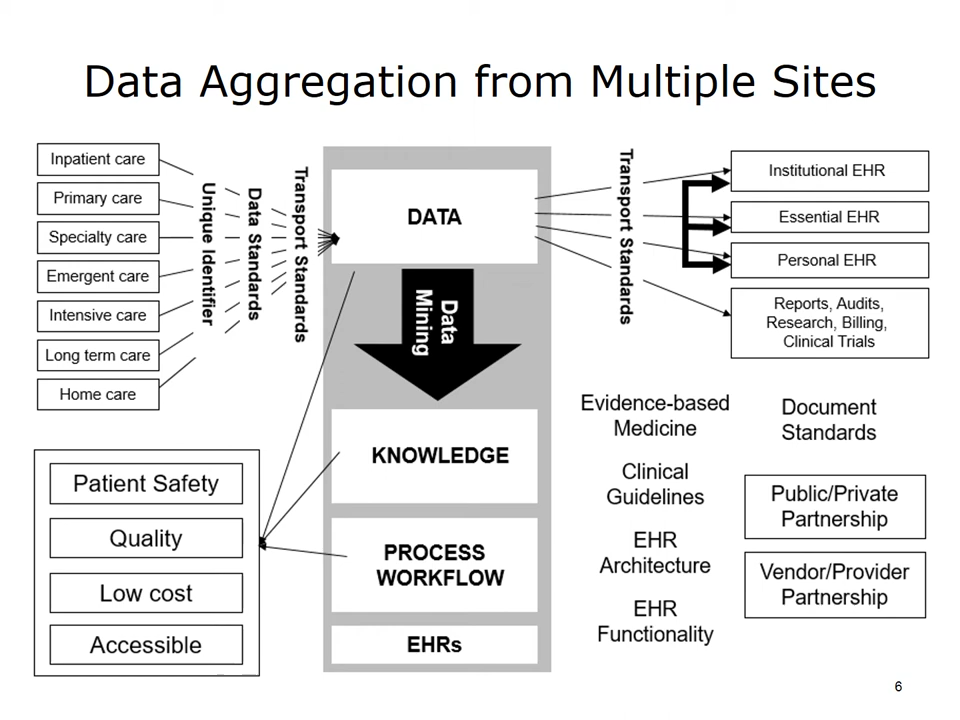 Data Aggregation from Multiple Sites
Inpatient care
Primary care
Specialty care
Emergent care
Intensive care
Long term care
Home care
Unique Identifier
Data Standards
Transport Standards
DATA
Data
Mining
KNOWLEDGE
PROCESS
WORKFLOW
EHRs
Transport Standards
Institutional EHR
Essential EHR
Personal EHR
Reports, Audits,
Research, Billing,
Clinical Trials
Patient Safety
Quality
Low cost
Accessible
Evidence-based
Medicine
Clinical
Guidelines
EHR
Architecture
EHR
Functionality
Document
Standards
Public/Private
Partnership
Vendor/Provider
Partnership
6